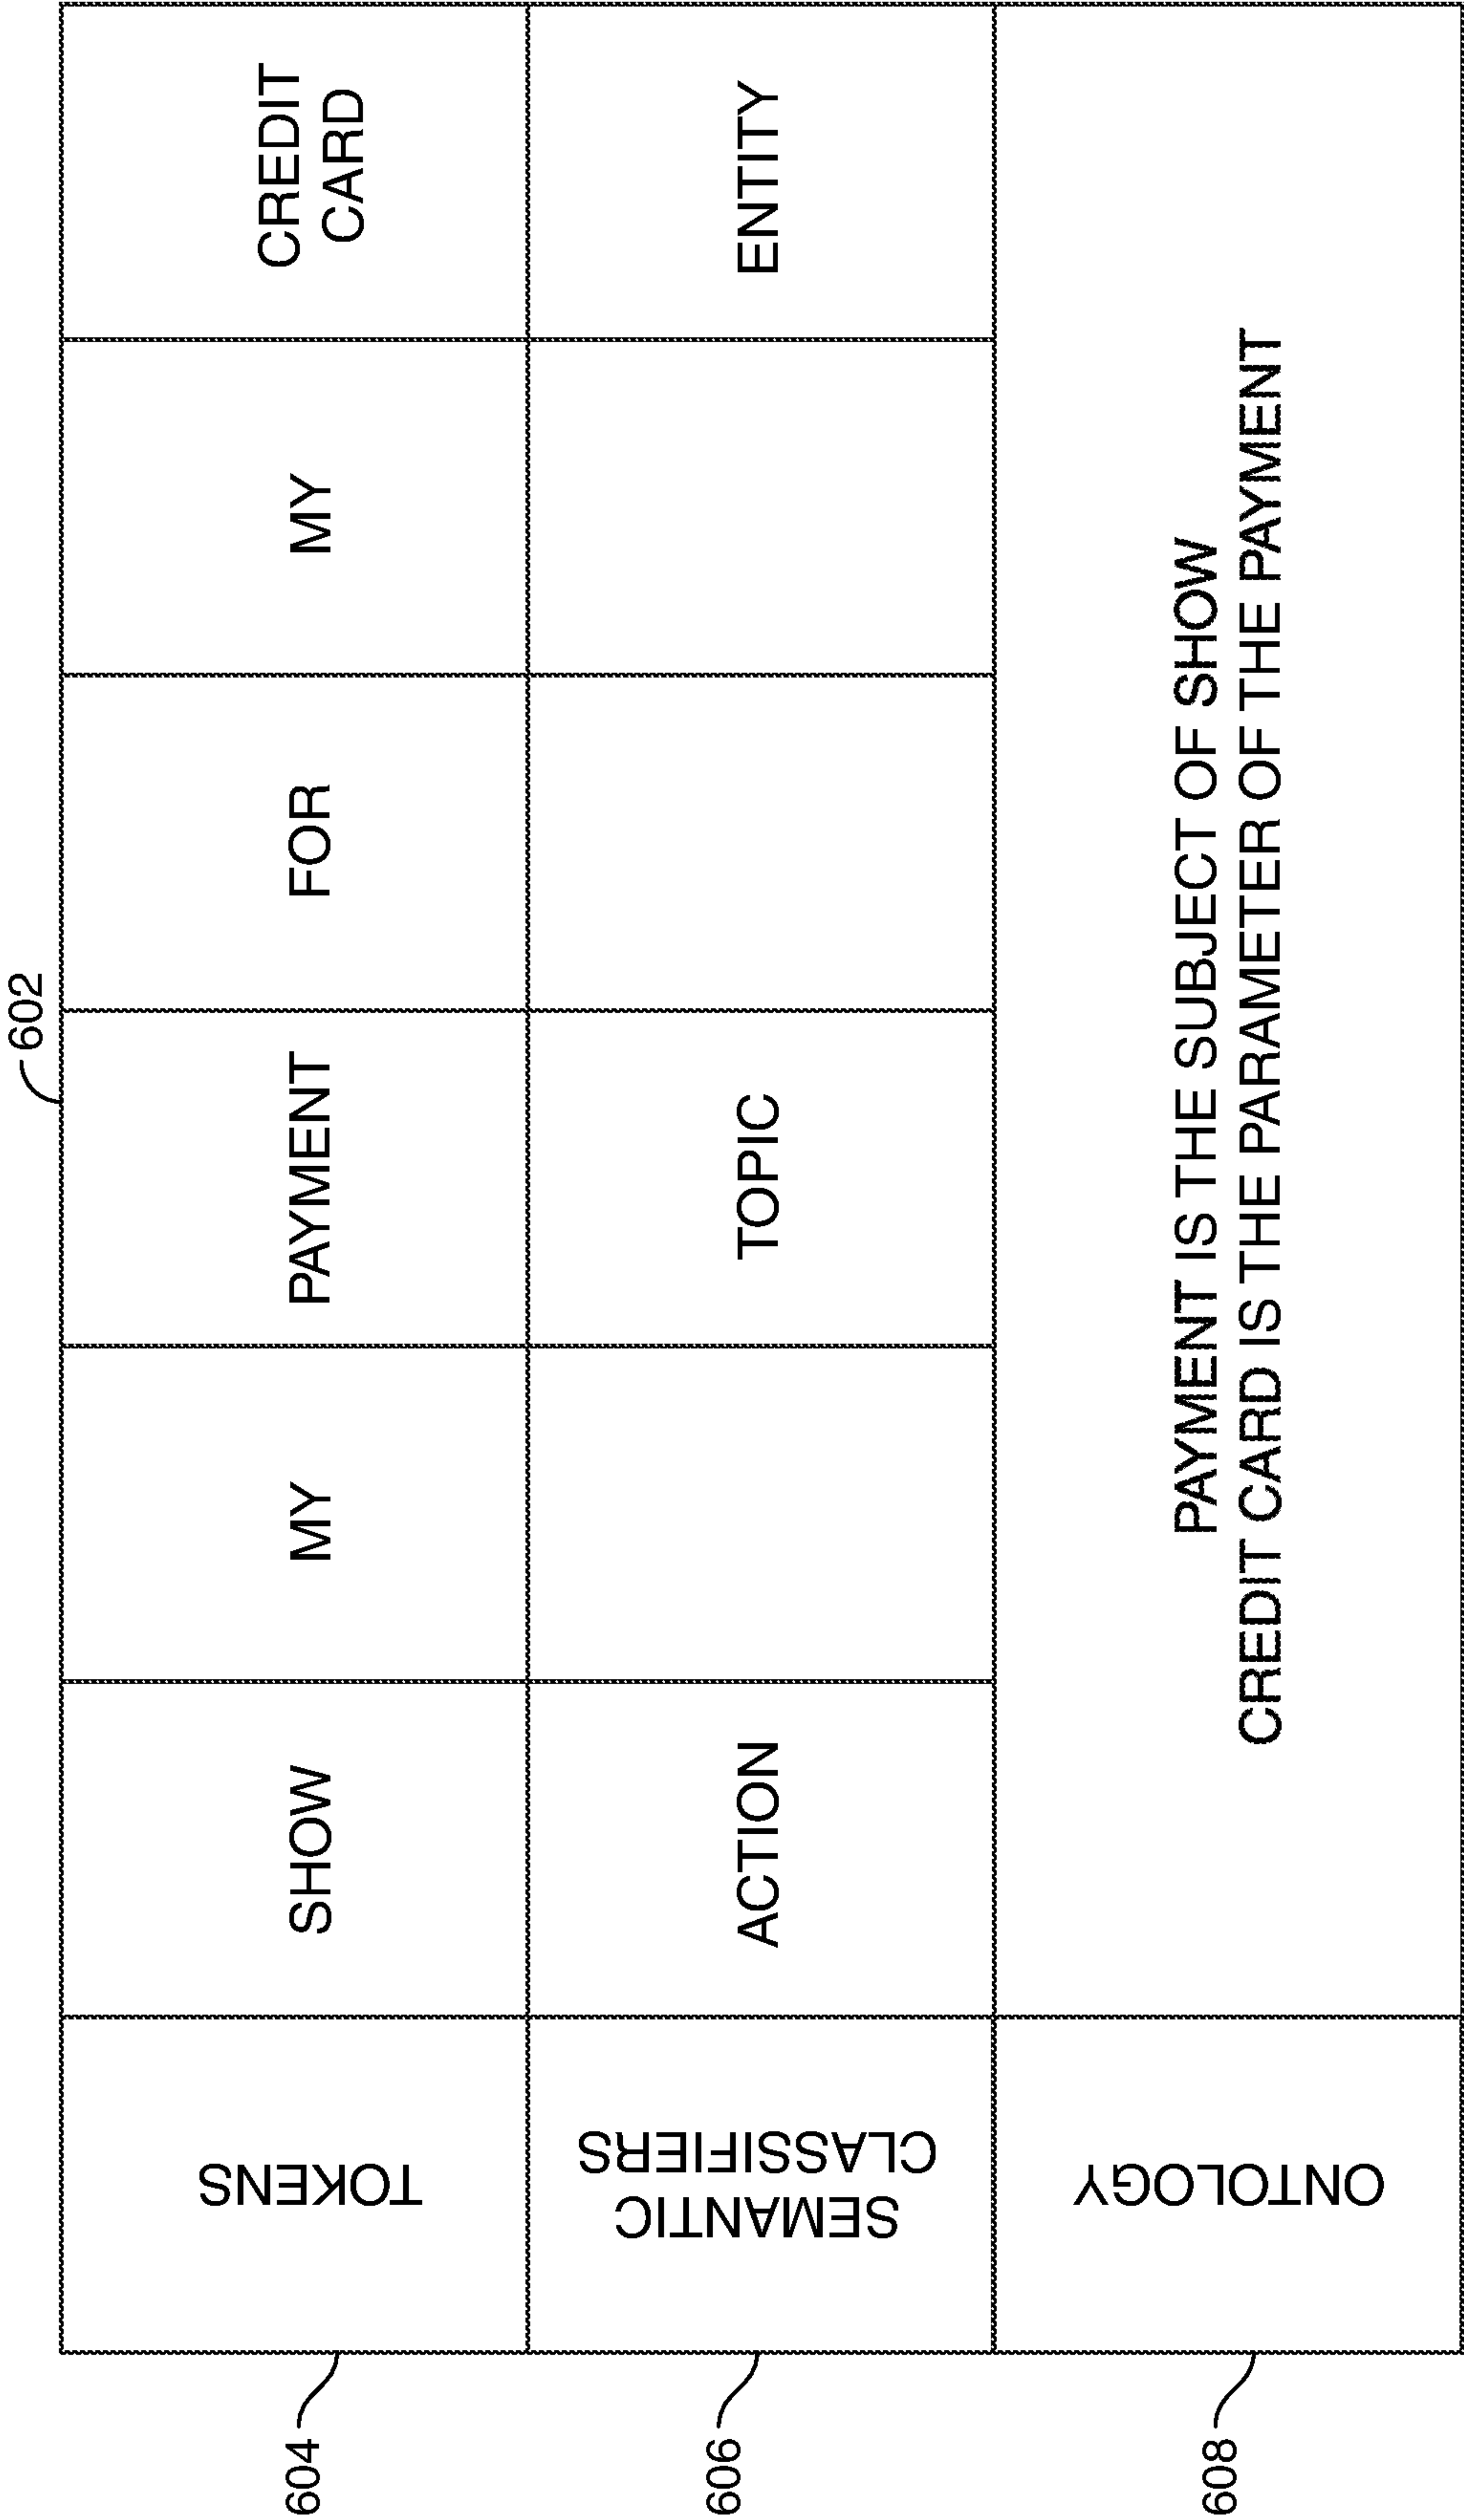 602
604
TOKENS
SHOW
MY
PAYMENT
FOR
MY
CREDIT
CARD
606
SEMANTIC
CLASSIFIERS
ACTION
TOPIC
ENTITY
608
ONTOLOGY
PAYMENT IS THE SUBJECT OF SHOW
CREDIT CARD IS THE PARAMETER OF THE PAYMENT